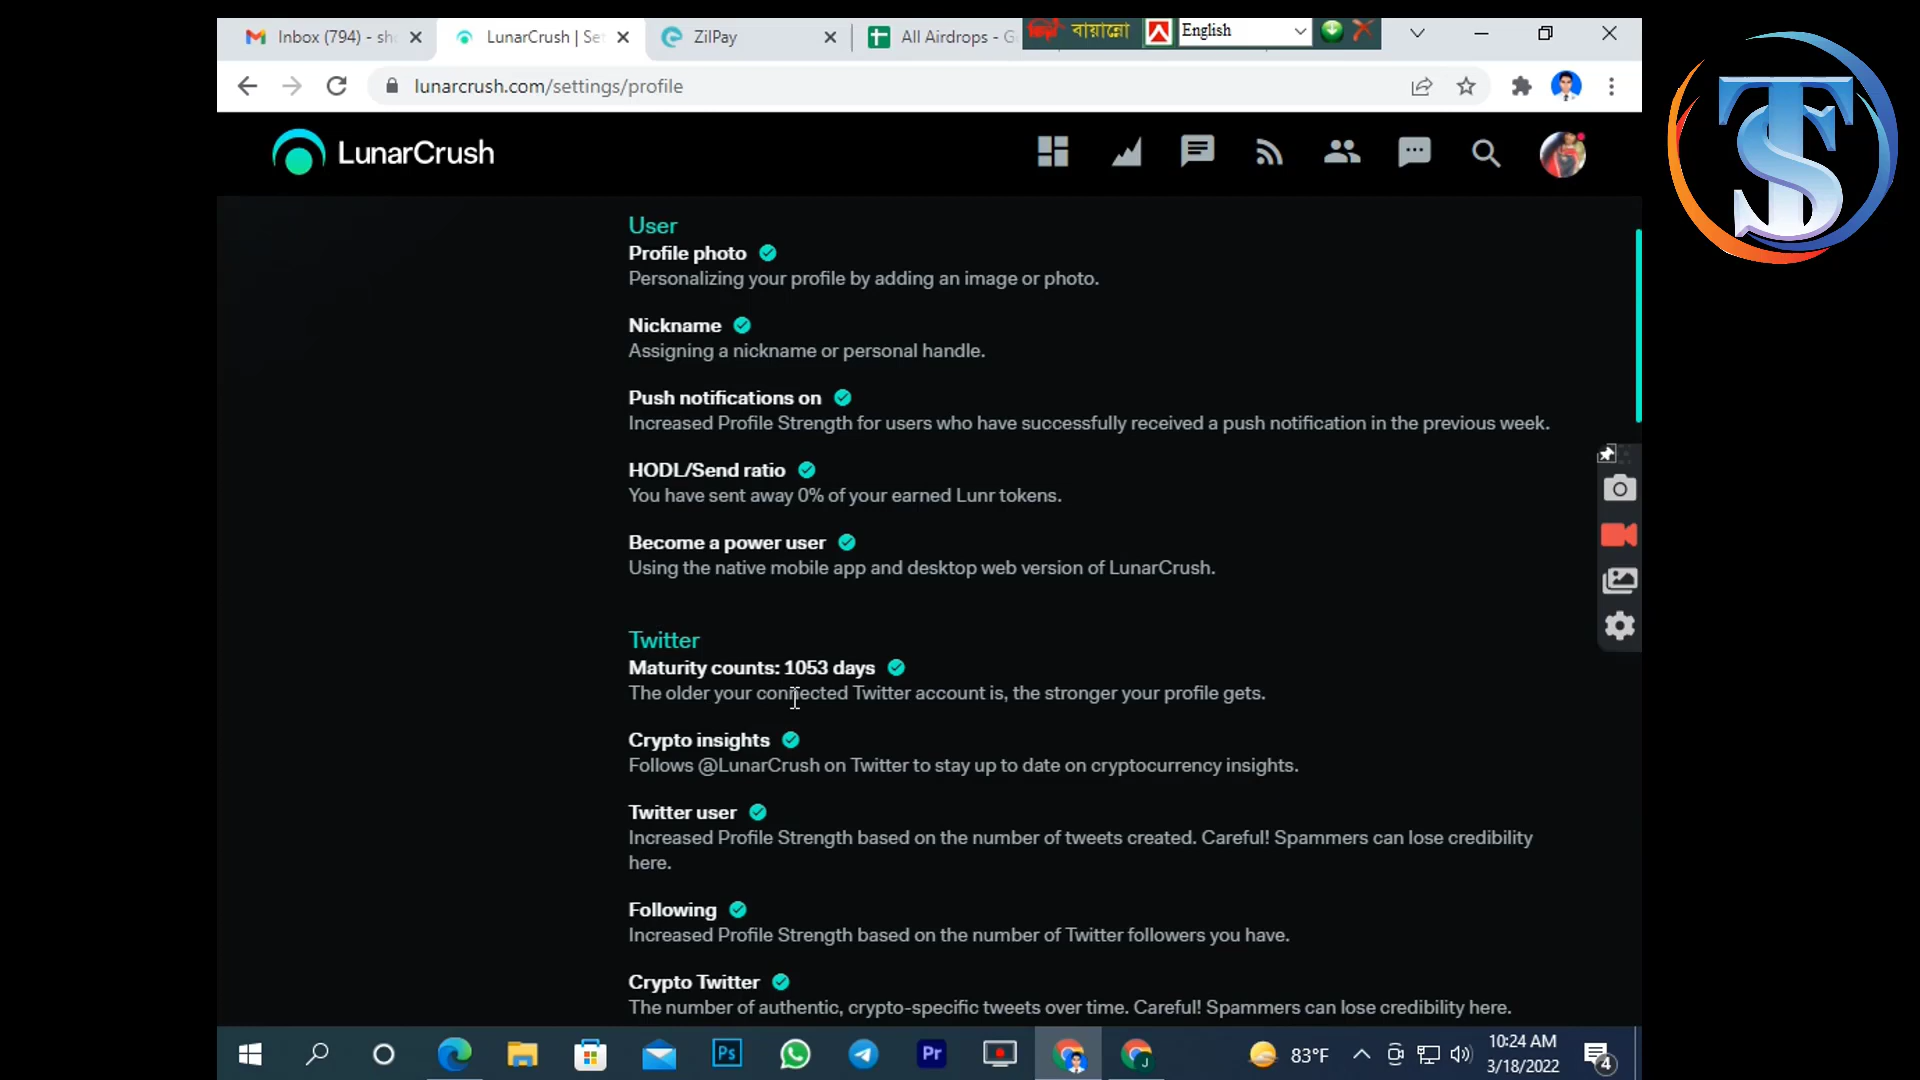 Inbox (794) - sh
LunarCrush | Set
ZilPay
All Airdrops - G
বায়ান্নো
English
lunarcrush.com/settings/profile
TS
LunarCrush
User
Profile photo
Personalizing your profile by adding an image or photo.
Nickname
Assigning a nickname or personal handle.
Push notifications on
Increased Profile Strength for users who have successfully received a push notification in the previous week.
HODL/Send ratio
You have sent away 0% of your earned Lunr tokens.
Become a power user
Using the native mobile app and desktop web version of LunarCrush.
Twitter
Maturity counts: 1053 days
The older your connected Twitter account is, the stronger your profile gets.
Crypto insights
Follows @LunarCrush on Twitter to stay up to date on cryptocurrency insights.
Twitter user
Increased Profile Strength based on the number of tweets created. Careful! Spammers can lose credibility
here.
Following
Increased Profile Strength based on the number of Twitter followers you have.
Crypto Twitter
The number of authentic, crypto-specific tweets over time. Careful! Spammers can lose credibility here.
Ps
Pr
J
83°F
10:24 AM
3/18/2022
4